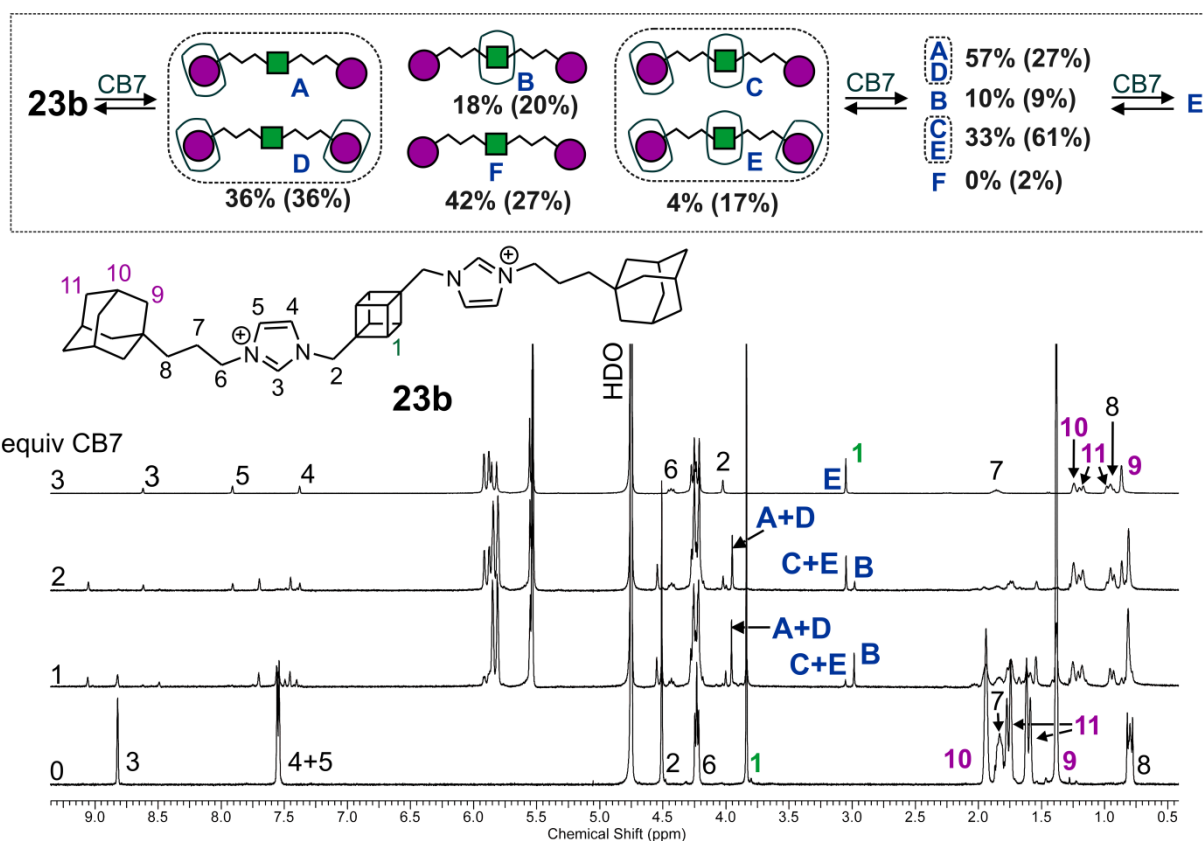 23b CB7 A B C CB7 A D 57% (27%) CB7 E
18% (20%) B 10% (9%)
D F E C E 33% (61%)
36% (36%) 42% (27%) 4% (17%) F 0% (2%)
11 10 9 7 8 6 5 4 3 2 1 N + N N N +
23b
HDO
equiv CB7
3 3 5 4 6 2 E 1 7 10 11 8 9
2 A+D C+E B
1 A+D C+E B
0 3 4+5 2 6 1 10 7 11 9 8
9.0 8.5 8.0 7.5 7.0 6.5 6.0 5.5 5.0 4.5 4.0 3.5 3.0 2.5 2.0 1.5 1.0 0.5
Chemical Shift (ppm)